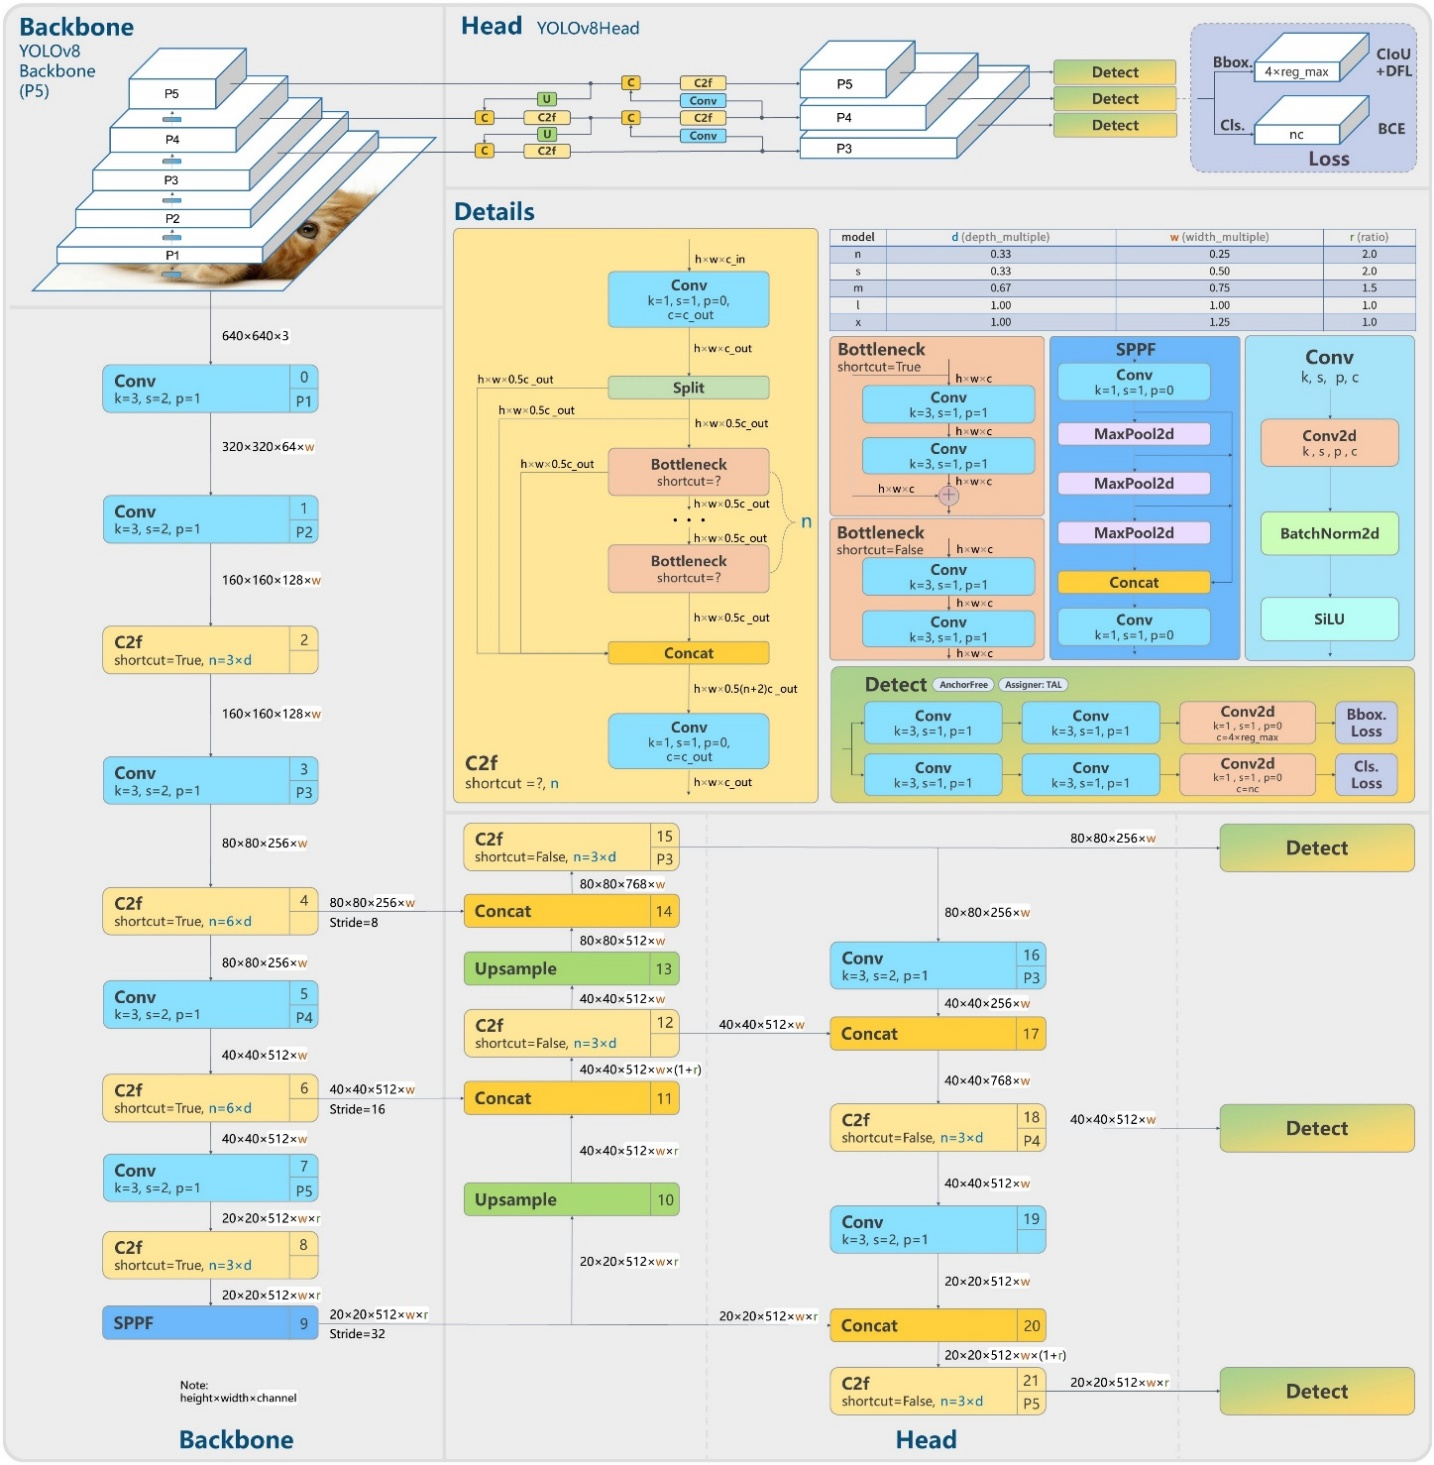 Backbone
YOLOv8
Backbone
(P5)
P5
P4
P3
P2
P1
Head YOLOv8Head
C C2f
U Conv
C C2f C C2f
U Conv
C C2f
P5
P4
P3
Detect
Detect
Detect
Bbox. 4×reg_max CIoU
+DFL
Cls. nc BCE
Loss
Details
h×w×c_in
Conv
k=1, s=1, p=0,
c=c_out
h×w×c_out
h×w×0.5c_out Split
h×w×0.5c_out
h×w×0.5c_out
h×w×0.5c_out
Bottleneck
shortcut=?
h×w×0.5c_out
. . .
n
h×w×0.5c_out
Bottleneck
shortcut=?
h×w×0.5c_out
Concat
h×w×0.5(n+2)c_out
Conv
k=1, s=1, p=0,
c=c_out
h×w×c_out
C2f
shortcut =?, n
model d (depth_multiple) w (width_multiple) r (ratio)
n 0.33 0.25 2.0
s 0.33 0.50 2.0
m 0.67 0.75 1.5
l 1.00 1.00 1.0
x 1.00 1.25 1.0
Bottleneck
shortcut=True
h×w×c
Conv
k=3, s=1, p=1
h×w×c
Conv
k=3, s=1, p=1
h×w×c
h×w×c +
Bottleneck
shortcut=False h×w×c
Conv
k=3, s=1, p=1
h×w×c
Conv
k=3, s=1, p=1
h×w×c
SPPF
Conv
k=1, s=1, p=0
MaxPool2d
MaxPool2d
MaxPool2d
Concat
Conv
k=1, s=1, p=0
Conv
k, s, p, c
Conv2d
k, s, p, c
BatchNorm2d
SiLU
Detect AnchorFree Assigner: TAL
Conv
k=3, s=1, p=1
Conv
k=3, s=1, p=1
Conv2d
k=1, s=1, p=0
c=4×reg_max
Bbox.
Loss
Conv
k=3, s=1, p=1
Conv
k=3, s=1, p=1
Conv2d
k=1, s=1, p=0
c=nc
Cls.
Loss
640×640×3
Conv 0
k=3, s=2, p=1 P1
320×320×64×w
Conv 1
k=3, s=2, p=1 P2
160×160×128×w
C2f 2
shortcut=True, n=3×d
160×160×128×w
Conv 3
k=3, s=2, p=1 P3
80×80×256×w
C2f 4
shortcut=True, n=6×d
80×80×256×w
Stride=8
80×80×256×w
Conv 5
k=3, s=2, p=1 P4
40×40×512×w
C2f 6
shortcut=True, n=6×d
40×40×512×w
Stride=16
40×40×512×w
Conv 7
k=3, s=2, p=1 P5
20×20×512×w×r
C2f 8
shortcut=True, n=3×d
20×20×512×w×r
SPPF 9
20×20×512×w×r
Stride=32
Note:
height×width×channel
Backbone
C2f 15
shortcut=False, n=3×d P3
80×80×768×w
Concat 14
80×80×512×w
Upsample 13
40×40×512×w
C2f 12
shortcut=False, n=3×d
40×40×512×w×(1+r)
Concat 11
40×40×512×w×r
Upsample 10
20×20×512×w×r
80×80×256×w
Detect
80×80×256×w
Conv 16
k=3, s=2, p=1 P3
40×40×256×w
40×40×512×w
Concat 17
40×40×768×w
C2f 18
shortcut=False, n=3×d P4
40×40×512×w
Detect
40×40×512×w
Conv 19
k=3, s=2, p=1
20×20×512×w
20×20×512×w×r
Concat 20
20×20×512×w×(1+r)
C2f 21
shortcut=False, n=3×d P5
20×20×512×w×r
Detect
Head